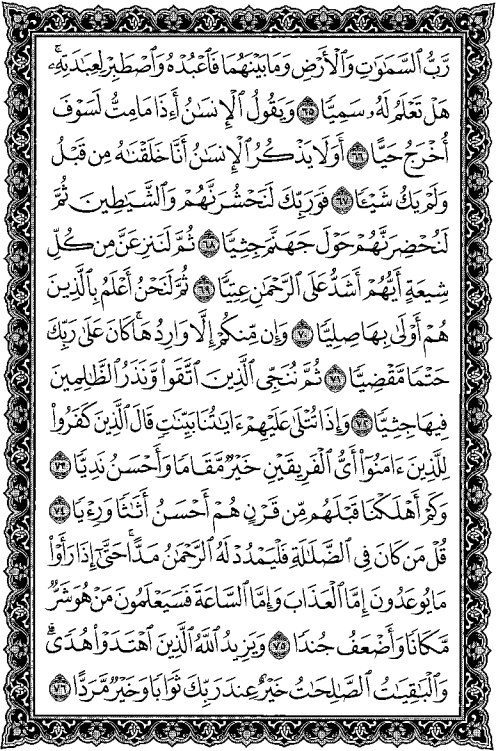 رَّبُّ ٱلسَّمَٰوَٰتِ وَٱلْأَرْضِ وَمَا بَيْنَهُمَا فَٱعْبُدْهُ وَٱصْطَبِرْ لِعِبَٰدَتِهِۦۚ
هَلْ تَعْلَمُ لَهُۥ سَمِيًّا ﴿٦٥﴾ وَيَقُولُ ٱلْإِنسَٰنُ أَءِذَا مَا مِتُّ لَسَوْفَ
أُخْرَجُ حَيًّا ﴿٦٦﴾ أَوَلَا يَذْكُرُ ٱلْإِنسَٰنُ أَنَّا خَلَقْنَٰهُ مِن قَبْلُ
وَلَمْ يَكُ شَيْـًٔا ﴿٦٧﴾ فَوَرَبِّكَ لَنَحْشُرَنَّهُمْ وَٱلشَّيَٰطِينَ ثُمَّ
لَنُحْضِرَنَّهُمْ حَوْلَ جَهَنَّمَ جِثِيًّا ﴿٦٨﴾ ثُمَّ لَنَنزِعَنَّ مِن كُلِّ
شِيعَةٍ أَيُّهُمْ أَشَدُّ عَلَى ٱلرَّحْمَٰنِ عِتِيًّا ﴿٦٩﴾ ثُمَّ لَنَحْنُ أَعْلَمُ بِٱلَّذِينَ
هُمْ أَوْلَىٰ بِهَا صِلِيًّا ﴿٧٠﴾ وَإِن مِّنكُمْ إِلَّا وَارِدُهَاۚ كَانَ عَلَىٰ رَبِّكَ
حَتْمًا مَّقْضِيًّا ﴿٧١﴾ ثُمَّ نُنَجِّى ٱلَّذِينَ ٱتَّقَوا۟ وَّنَذَرُ ٱلظَّٰلِمِينَ
فِيهَا جِثِيًّا ﴿٧٢﴾ وَإِذَا تُتْلَىٰ عَلَيْهِمْ ءَايَٰتُنَا بَيِّنَٰتٍ قَالَ ٱلَّذِينَ كَفَرُوا۟
لِلَّذِينَ ءَامَنُوٓا۟ أَىُّ ٱلْفَرِيقَيْنِ خَيْرٌ مَّقَامًا وَأَحْسَنُ نَدِيًّا ﴿٧٣﴾
وَكَمْ أَهْلَكْنَا قَبْلَهُم مِّن قَرْنٍ هُمْ أَحْسَنُ أَثَٰثًا وَرِءْيًا ﴿٧٤﴾
قُلْ مَن كَانَ فِى ٱلضَّلَٰلَةِ فَلْيَمْدُدْ لَهُ ٱلرَّحْمَٰنُ مَدًّاۚ حَتَّىٰٓ إِذَا رَأَوْا۟
مَا يُوعَدُونَ إِمَّا ٱلْعَذَابَ وَإِمَّا ٱلسَّاعَةَ فَسَيَعْلَمُونَ مَنْ هُوَ شَرٌّ
مَّكَانًا وَأَضْعَفُ جُندًا ﴿٧٥﴾ وَيَزِيدُ ٱللَّهُ ٱلَّذِينَ ٱهْتَدَوْا۟ هُدًىۗ
وَٱلْبَٰقِيَٰتُ ٱلصَّٰلِحَٰتُ خَيْرٌ عِندَ رَبِّكَ ثَوَابًا وَخَيْرٌ مَّرَدًّا ﴿٧٦﴾